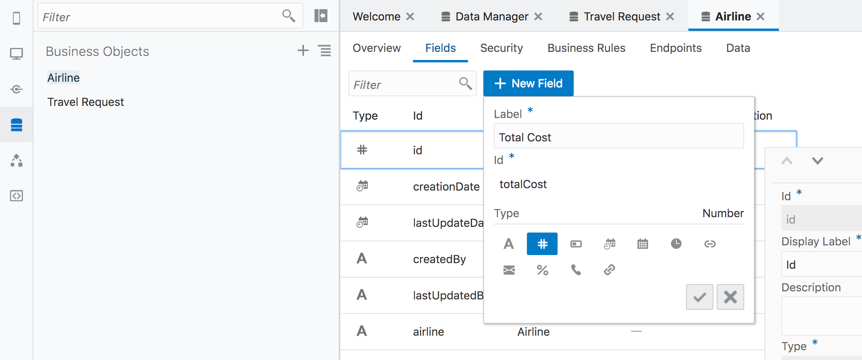 Filter
Welcome
Data Manager
Travel Request
Airline
Business Objects
Overview
Fields
Security
Business Rules
Endpoints
Data
Airline
Travel Request
Filter
New Field
Type
Id
Label *
Total Cost
Id *
totalCost
Type
Number
id
creationDate
lastUpdateDa
A
createdBy
A
lastUpdatedB
A
airline
Airline
—
A
#
%
Id *
id
Display Label *
Id
Description
Type *